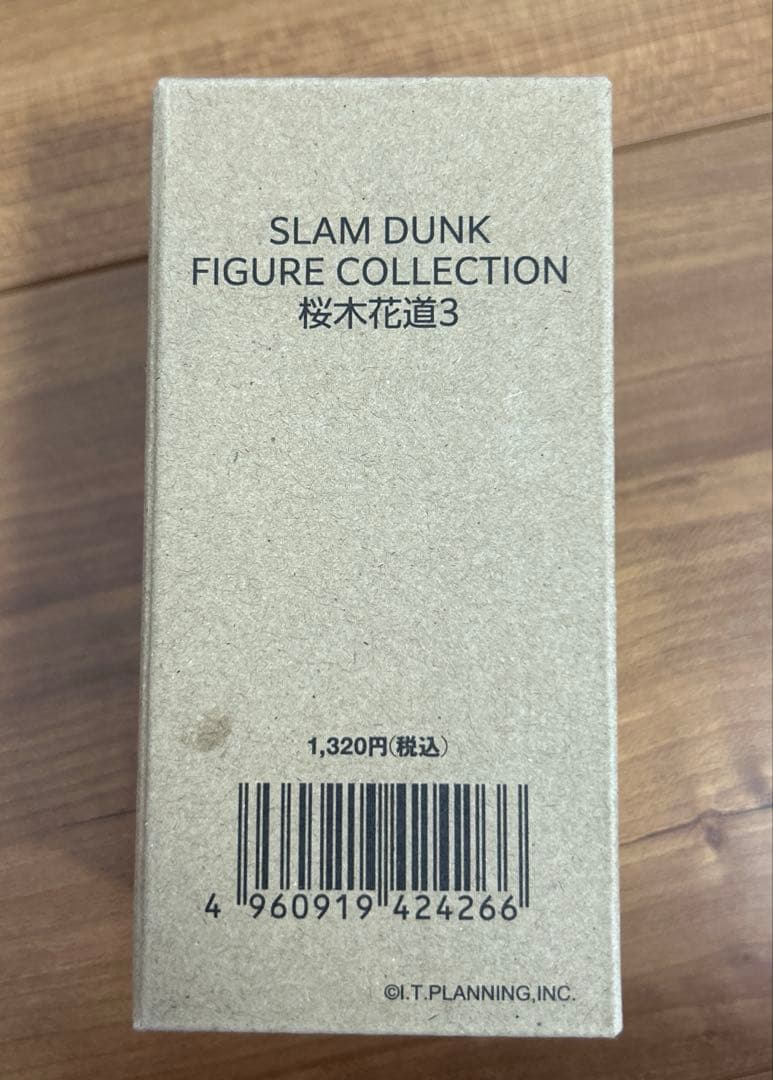 SLAM DUNK
FIGURE COLLECTION
桜木花道3
1,320円(税込)
4 960919 424266
©I.T.PLANNING,INC.